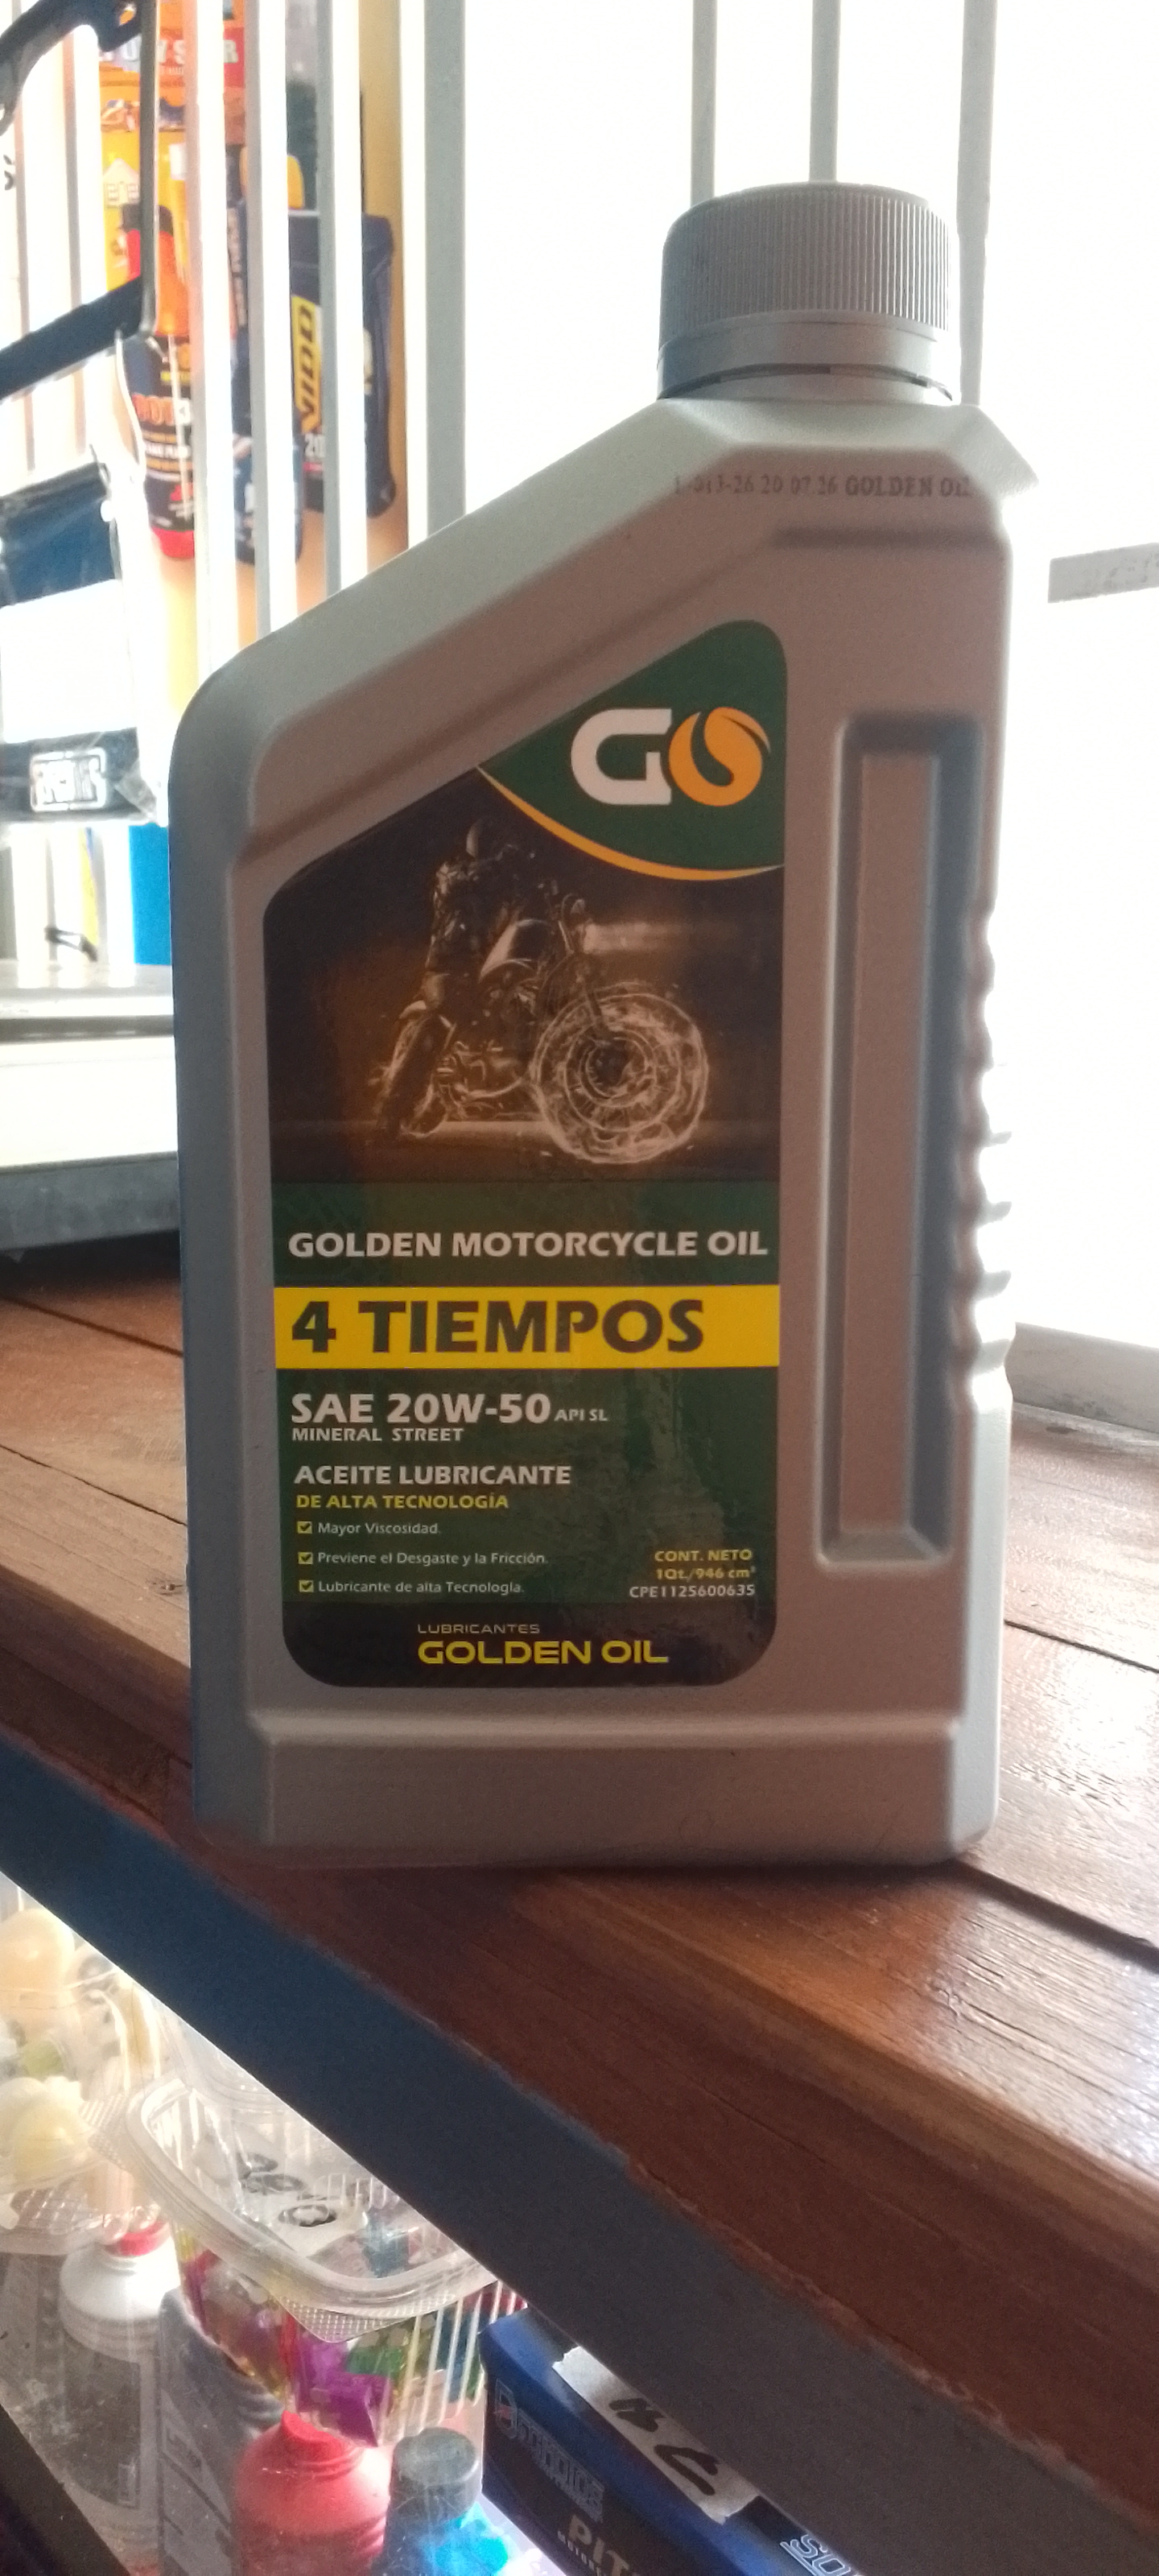 VIDO
20
1-013-26 20 07 26 GOLDEN OIL
GO
GOLDEN MOTORCYCLE OIL
4 TIEMPOS
SAE 20W-50 API SL
MINERAL STREET
ACEITE LUBRICANTE
DE ALTA TECNOLOGÍA
Mayor Viscosidad.
Previene el Desgaste y la Fricción.
Lubricante de alta Tecnología.
CONT. NETO
1Qt./946 cm³
CPE1125600635
LUBRICANTES
GOLDEN OIL